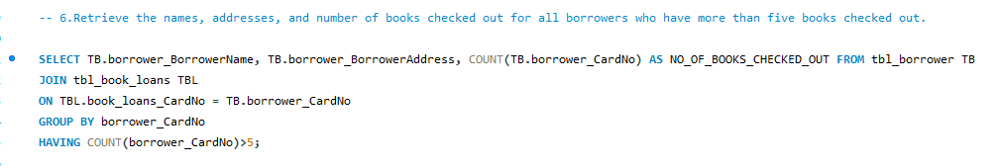 -- 6.Retrieve the names, addresses, and number of books checked out for all borrowers who have more than five books checked out.
SELECT TB.borrower_BorrowerName, TB.borrower_BorrowerAddress, COUNT(TB.borrower_CardNo) AS NO_OF_BOOKS_CHECKED_OUT FROM tbl_borrower TB
JOIN tbl_book_loans TBL
ON TBL.book_loans_CardNo = TB.borrower_CardNo
GROUP BY borrower_CardNo
HAVING COUNT(borrower_CardNo)>5;